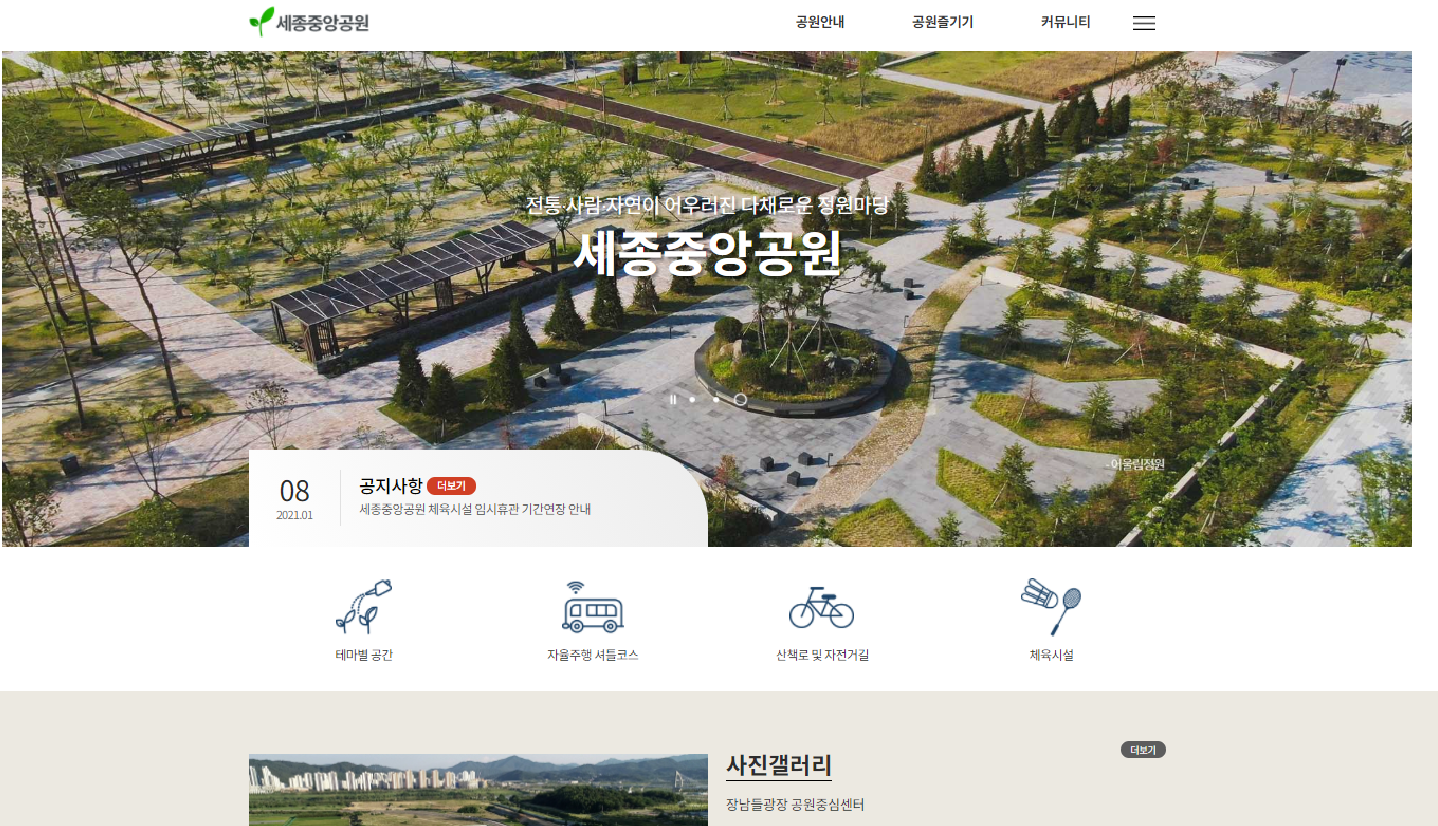 세종중앙공원
공원안내 공원즐기기 커뮤니티
전통·사람·자연이 어우러진 다채로운 정원마당
세종중앙공원
- 어울림정원
08
2021.01
공지사항 더보기
세종중앙공원 체육시설 임시휴관 기간연장 안내
테마별 공간
자율주행 셔틀코스
산책로 및 자전거길
체육시설
사진갤러리
더보기
장남들광장 공원중심센터